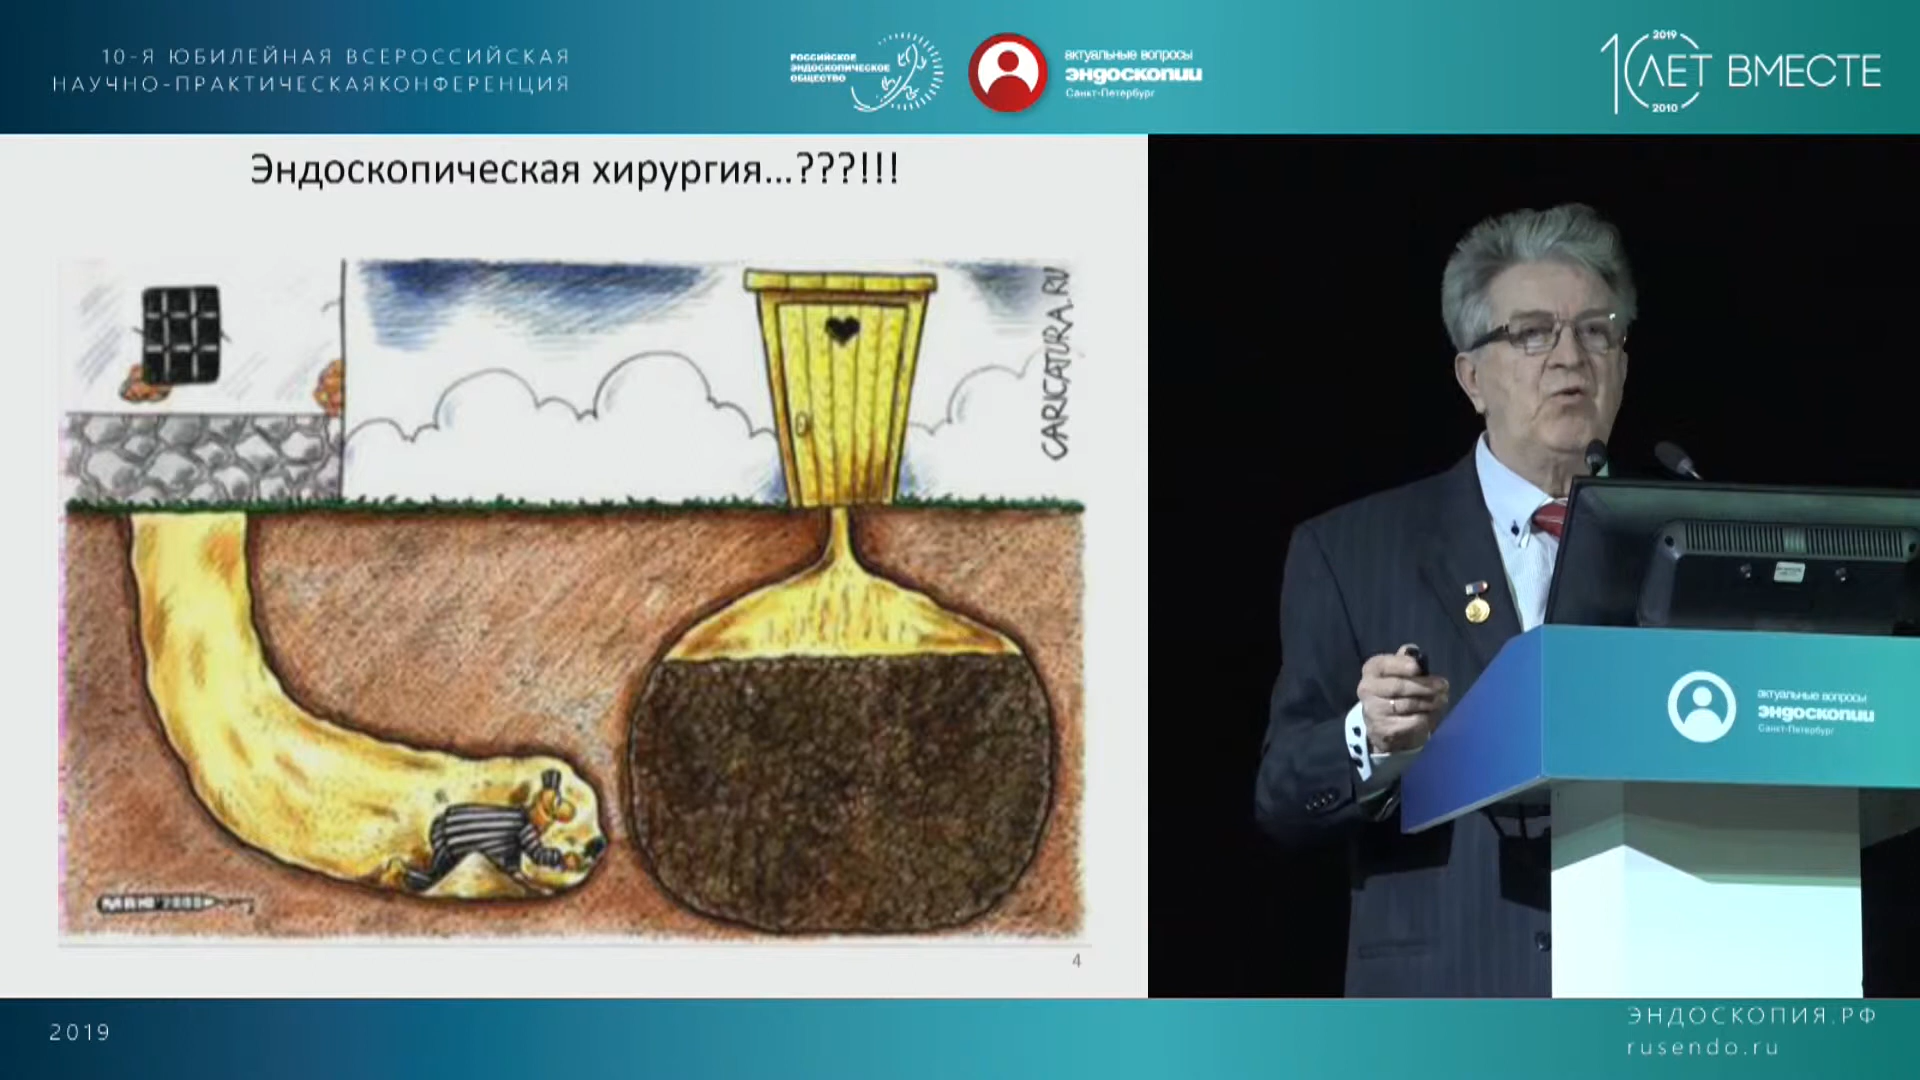 10-Я ЮБИЛЕЙНАЯ ВСЕРОССИЙСКАЯ
НАУЧНО-ПРАКТИЧЕСКАЯКОНФЕРЕНЦИЯ
РОССИЙСКОЕ
ЭНДОСКОПИЧЕСКОЕ
ОБЩЕСТВО
актуальные вопросы
эндоскопии
Санкт-Петербург
2019
10 ЛЕТ ВМЕСТЕ
2010
Эндоскопическая хирургия...???!!!
CARICATURA.RU
4
актуальные вопросы
эндоскопии
Санкт-Петербург
2019
ЭНДОСКОПИЯ.РФ
rusendo.ru